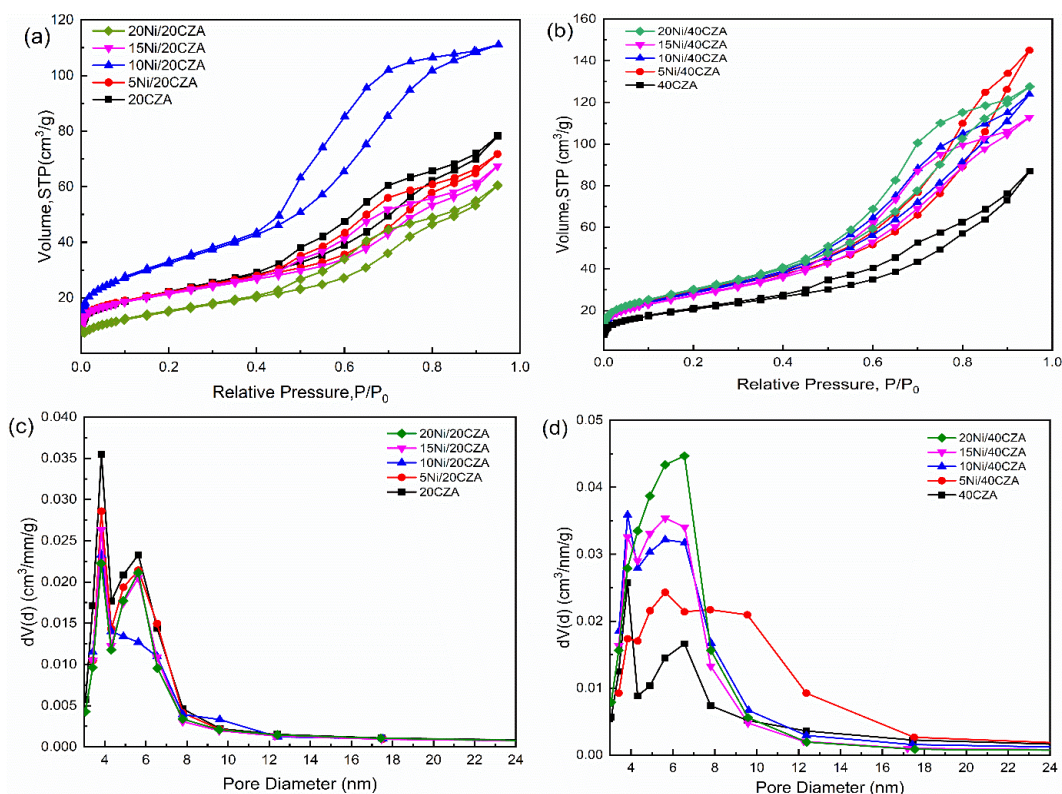 (a)
20Ni/20CZA
15Ni/20CZA
10Ni/20CZA
5Ni/20CZA
20CZA
Volume,STP(cm³/g)
120
100
80
60
40
20
0
0.0 0.2 0.4 0.6 0.8 1.0
Relative Pressure,P/P₀
(b)
20Ni/40CZA
15Ni/40CZA
10Ni/40CZA
5Ni/40CZA
40CZA
Volume, STP (cm³/g)
160
140
120
100
80
60
40
20
0.0 0.2 0.4 0.6 0.8 1.0
Relative Pressure, P/P₀
(c)
20Ni/20CZA
15Ni/20CZA
10Ni/20CZA
5Ni/20CZA
20CZA
dV(d) (cm³/mm/g)
0.040
0.035
0.030
0.025
0.020
0.015
0.010
0.005
0.000
4 6 8 10 12 14 16 18 20 22 24
Pore Diameter (nm)
(d)
20Ni/40CZA
15Ni/40CZA
10Ni/40CZA
5Ni/40CZA
40CZA
dV(d) (cm³/nm/g)
0.05
0.04
0.03
0.02
0.01
0.00
4 6 8 10 12 14 16 18 20 22 24
Pore Diameter (nm)